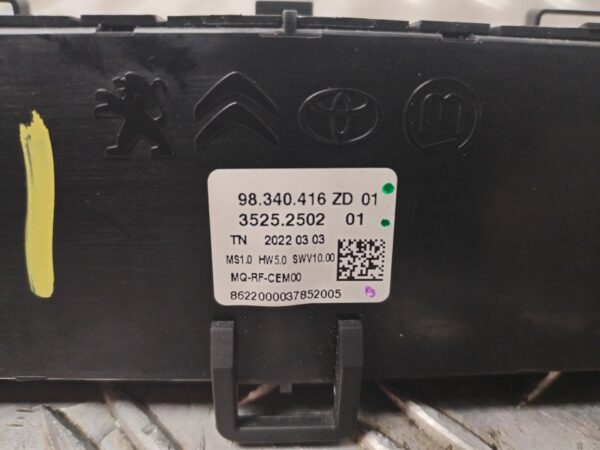 98.340.416 ZD 01
3525.2502 01
TN 2022 03 03
MS1.0 HW5.0 SWV10.00
MQ-RF-CEM00
8622000037852005